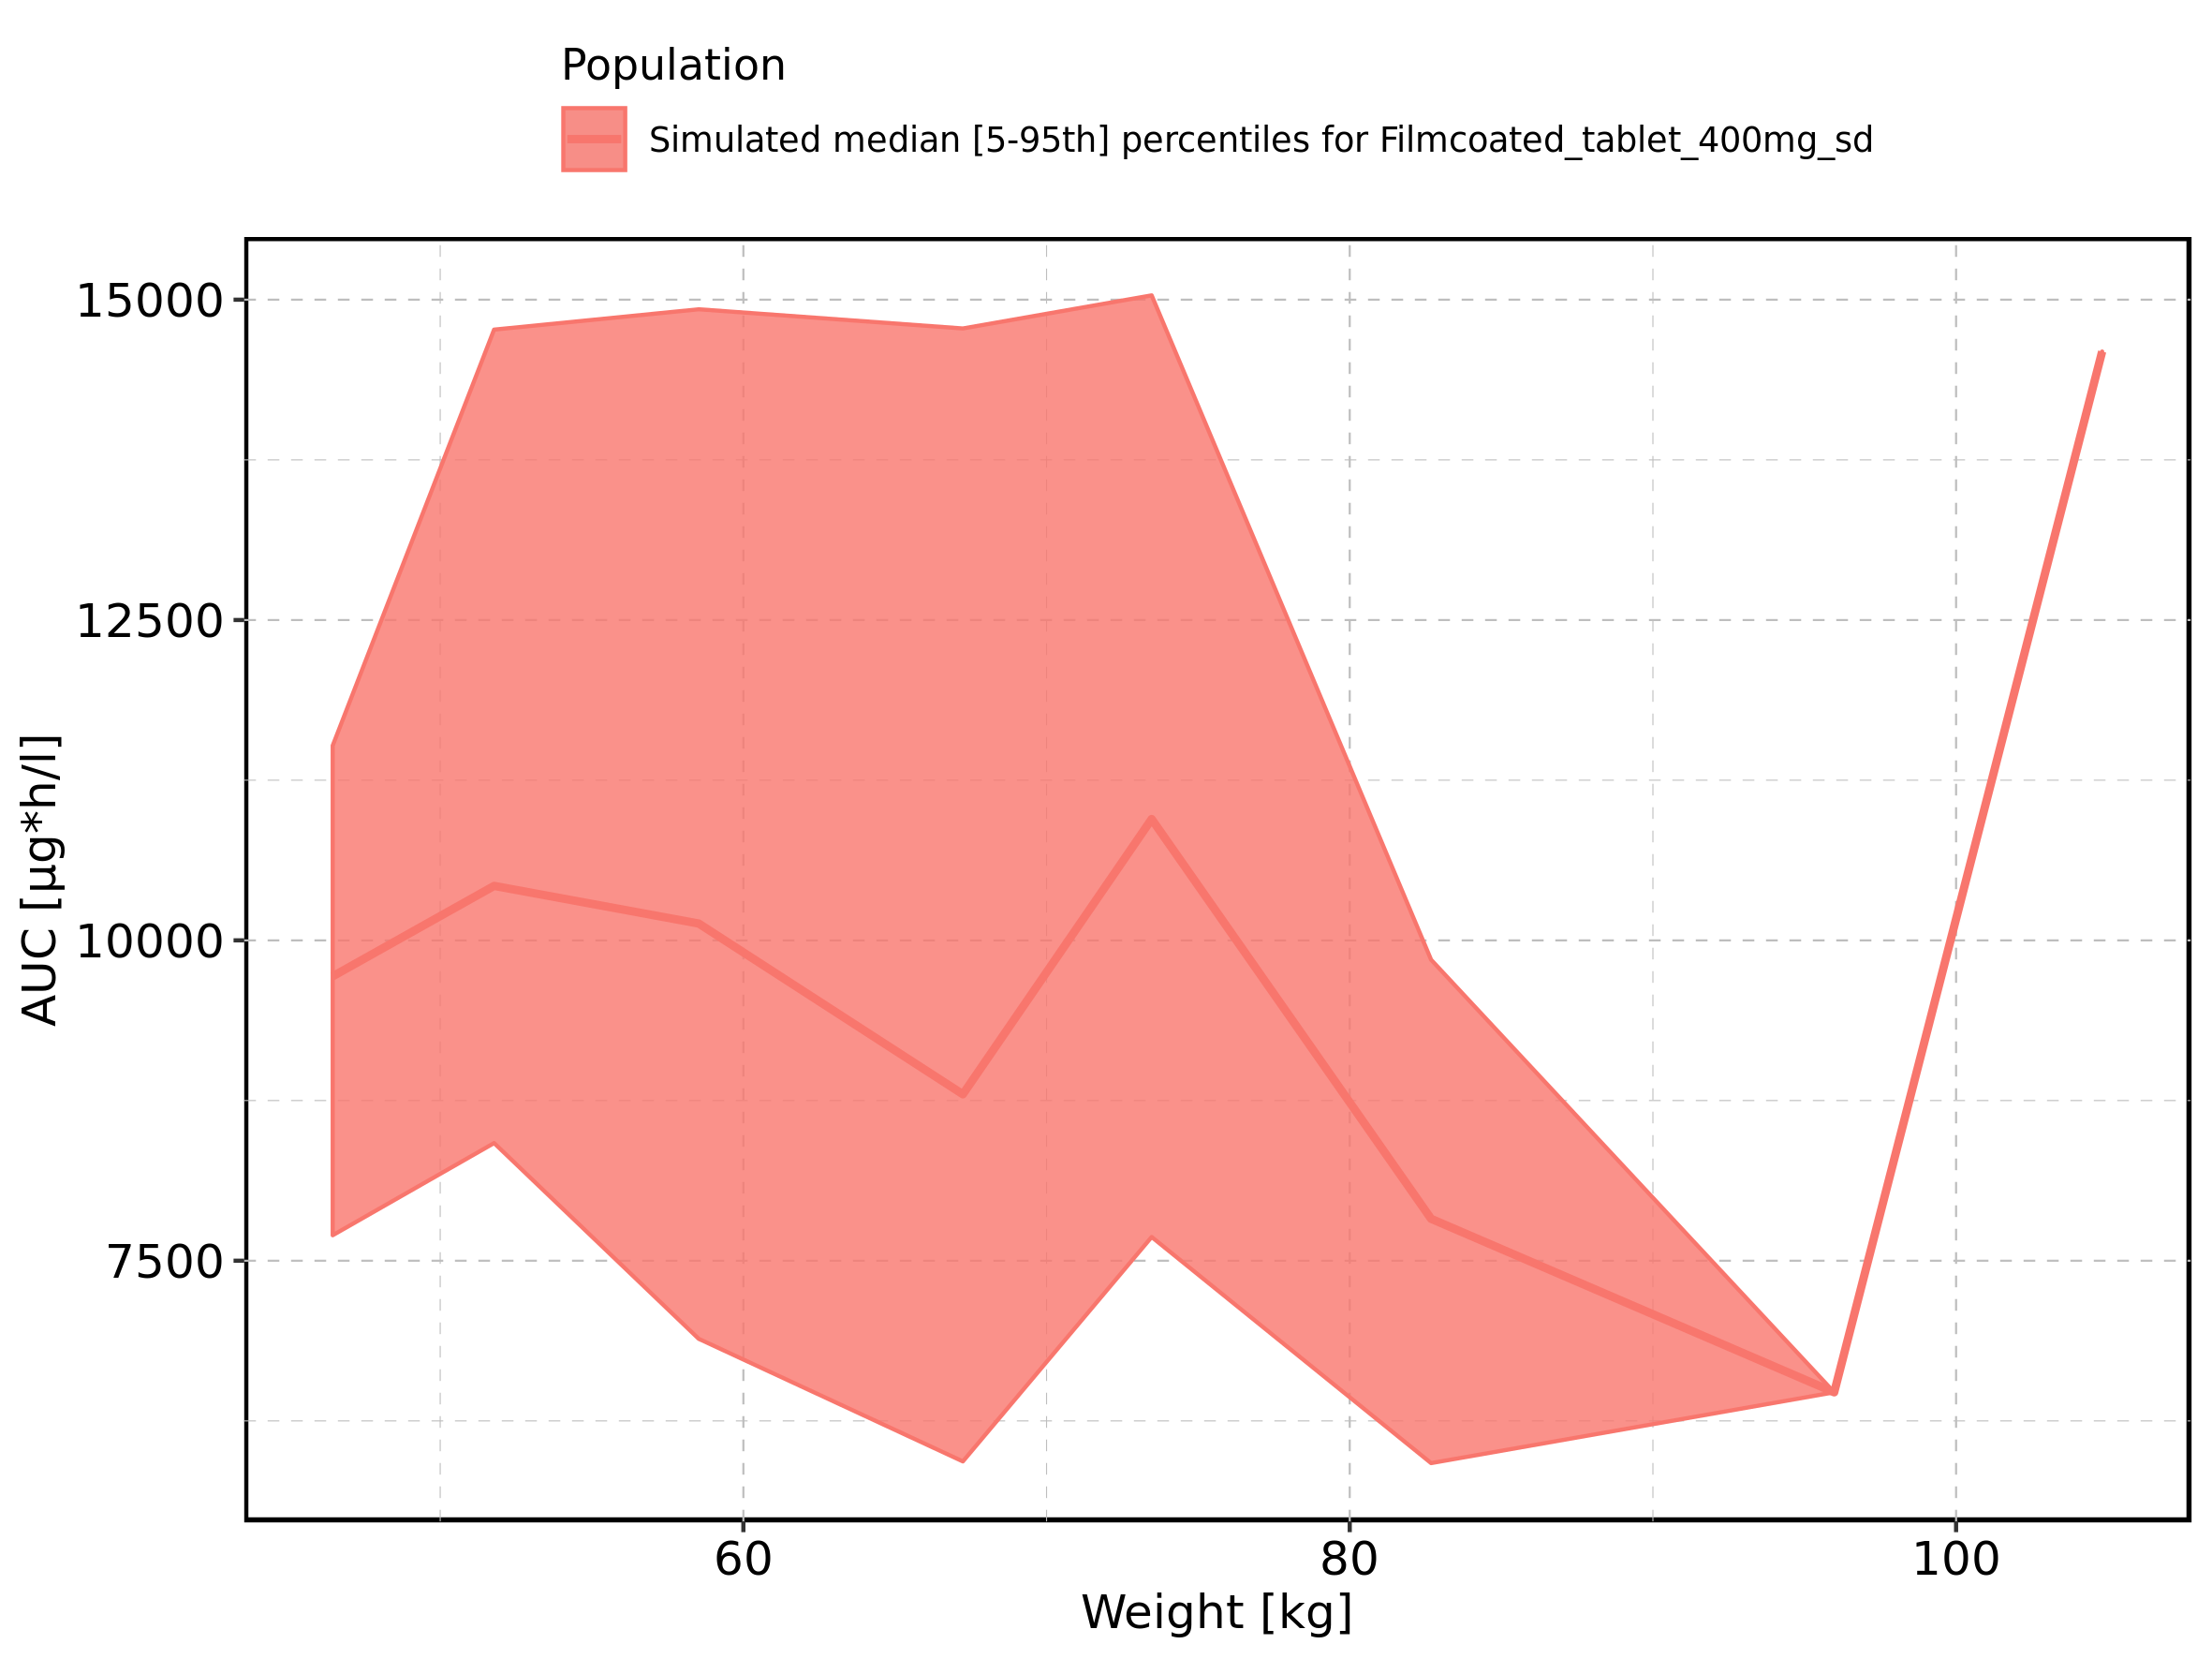 Population
Simulated median [5-95th] percentiles for Filmcoated_tablet_400mg_sd
15000
12500
10000
7500
AUC [µg*h/l]
60 80 100
Weight [kg]